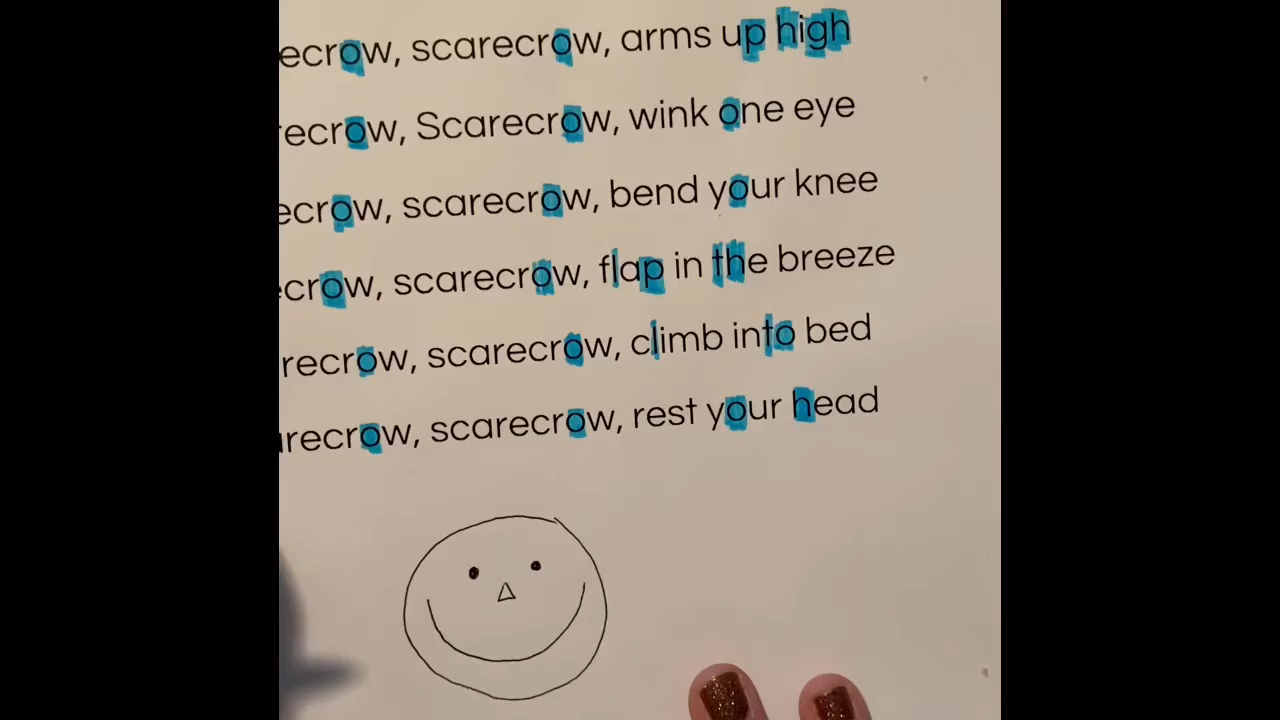 ecrow, scarecrow, arms up high
recrow, Scarecrow, wink one eye
ecrow, scarecrow, bend your knee
ecrow, scarecrow, flap in the breeze
recrow, scarecrow, climb into bed
arecrow, scarecrow, rest your head